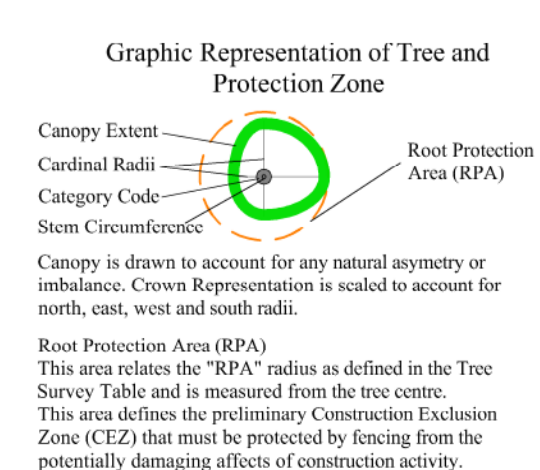 Graphic Representation of Tree and
Protection Zone
Canopy Extent
Cardinal Radii
Category Code
Stem Circumference
Root Protection
Area (RPA)
Canopy is drawn to account for any natural asymetry or
imbalance. Crown Representation is scaled to account for
north, east, west and south radii.
Root Protection Area (RPA)
This area relates the "RPA" radius as defined in the Tree
Survey Table and is measured from the tree centre.
This area defines the preliminary Construction Exclusion
Zone (CEZ) that must be protected by fencing from the
potentially damaging affects of construction activity.